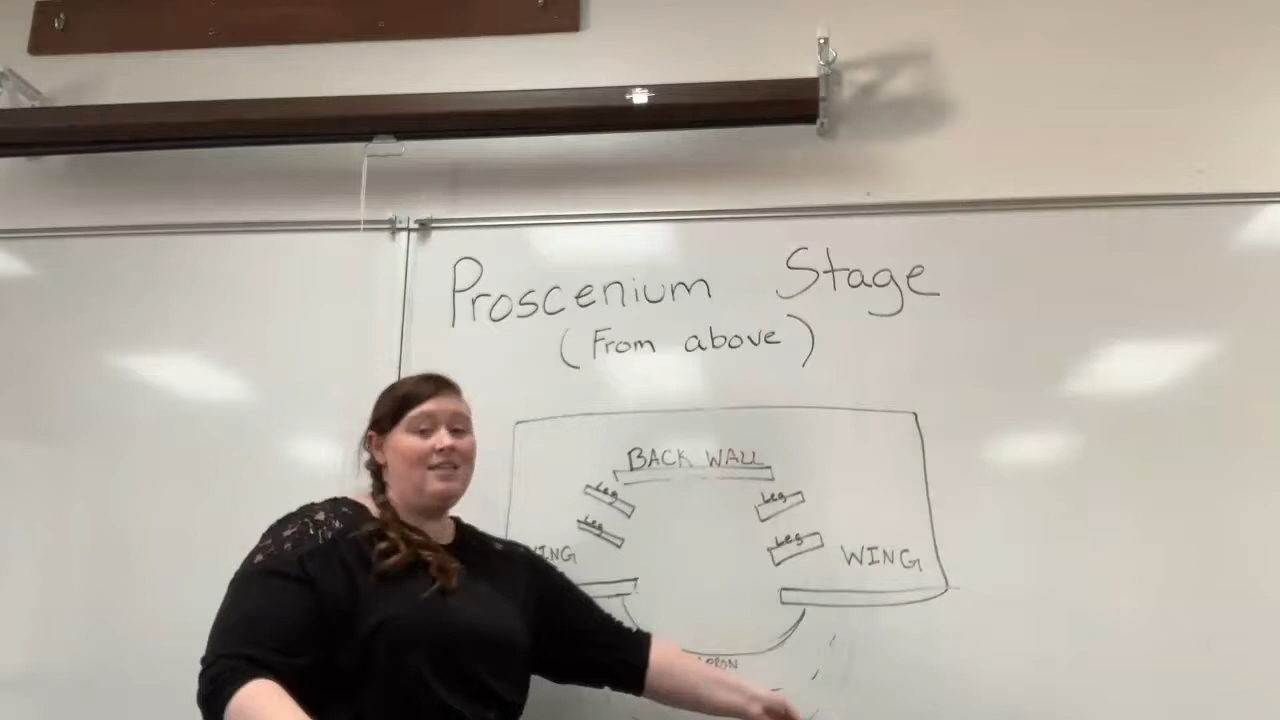 Proscenium Stage
(From above)
BACK WALL
Leg
Leg
Leg
Leg
WING